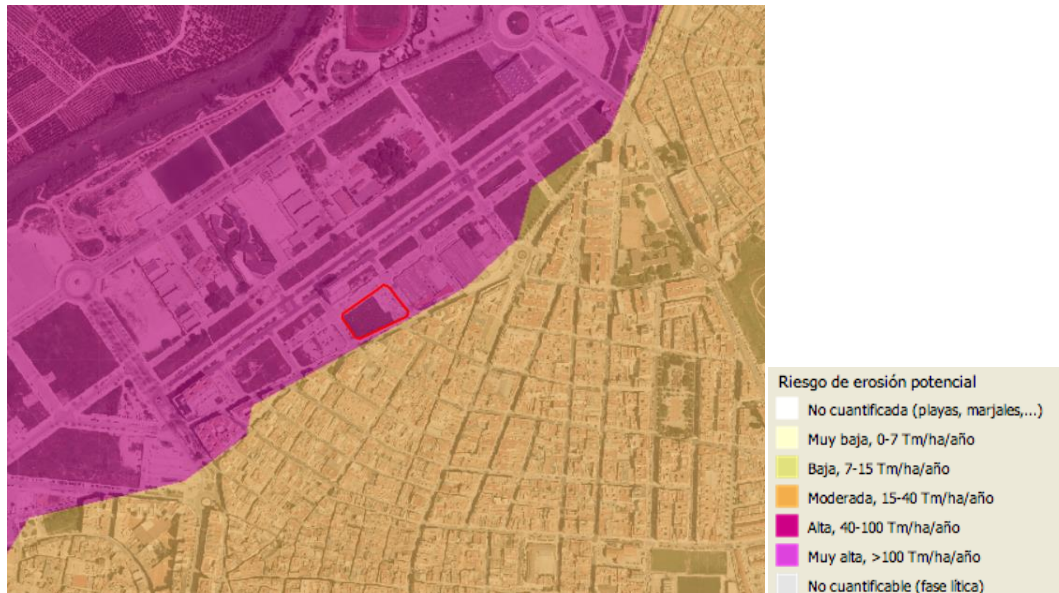 Riesgo de erosión potencial
No cuantificada (playas, marjales,...)
Muy baja, 0-7 Tm/ha/año
Baja, 7-15 Tm/ha/año
Moderada, 15-40 Tm/ha/año
Alta, 40-100 Tm/ha/año
Muy alta, >100 Tm/ha/año
No cuantificable (fase lítica)